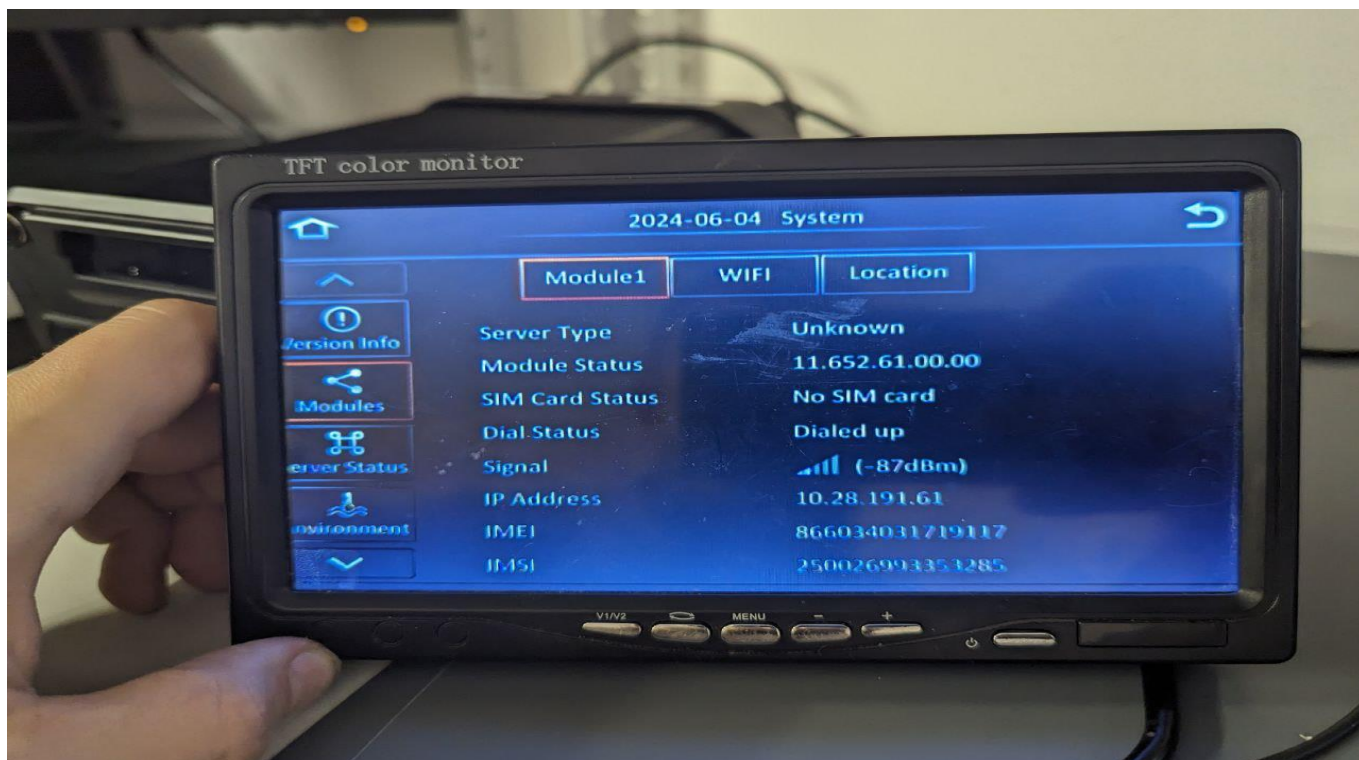 TFT color monitor
2024-06-04 System
Module1 WIFI Location
Version Info
Modules
erver Status
nvironment
Server Type Unknown
Module Status 11.652.61.00.00
SIM Card Status No SIM card
Dial Status Dialed up
Signal (-87dBm)
IP Address 10.28.191.61
IMEI 866034031719117
IMSI 250026993353285
V1/V2 MENU - +